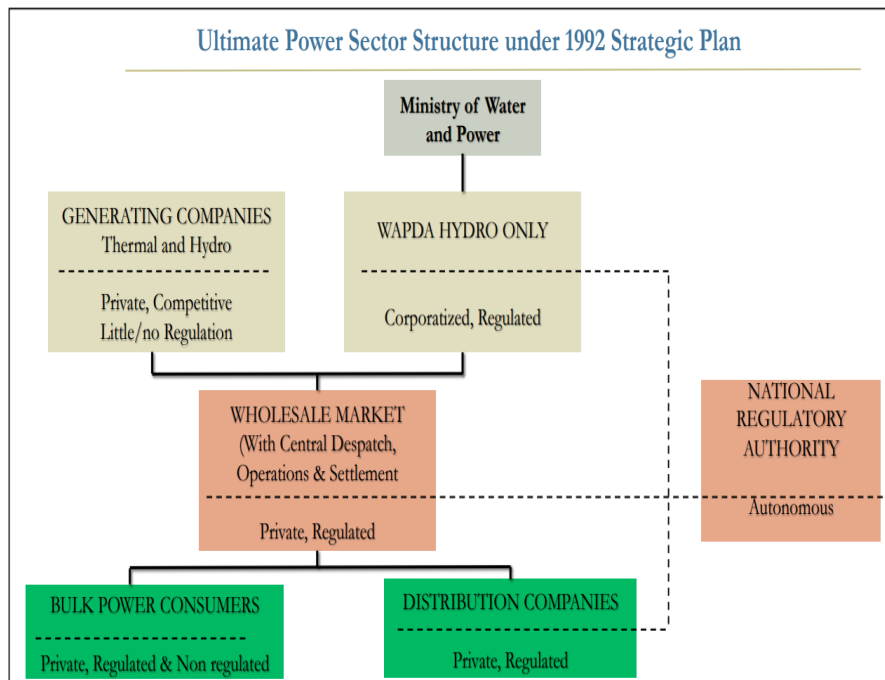 Ultimate Power Sector Structure under 1992 Strategic Plan
Ministry of Water
and Power
GENERATING COMPANIES
Thermal and Hydro
Private, Competitive
Little/no Regulation
WAPDA HYDRO ONLY
Corporatized, Regulated
WHOLESALE MARKET
(With Central Despatch,
Operations & Settlement
Private, Regulated
NATIONAL
REGULATORY
AUTHORITY
Autonomous
BULK POWER CONSUMERS
Private, Regulated & Non regulated
DISTRIBUTION COMPANIES
Private, Regulated